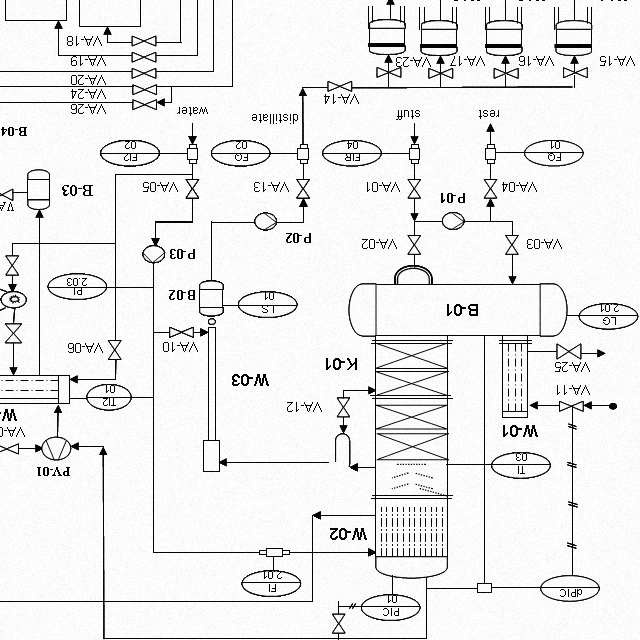 PIC
01
dPIC
FI
2.01
W-02
TI
03
PV-01
W-01
W-03
VA-11
VA-12
TI2
01
VA-25
K-01
VA-10
VA-06
LG
2.01
B-01
LS
01
B-02
PI
2.03
P-03
VA-03
VA-02
P-02
VA-04
P-01
VA-01
VA-13
VA-05
B-03
FQ
01
FIR
04
FQ
02
FI2
02
B-04
rest
stuff
distillate
water
VA-14
VA-26
VA-24
VA-20
VA-15
VA-16
VA-17
VA-23
VA-19
VA-18